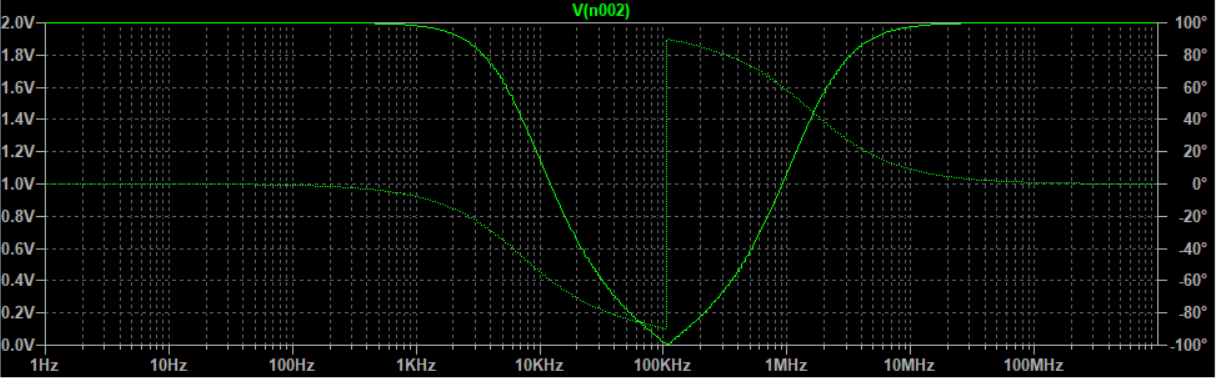 V(n002)
2.0V 100°
1.8V 80°
1.6V 60°
1.4V 40°
1.2V 20°
1.0V 0°
0.8V -20°
0.6V -40°
0.4V -60°
0.2V -80°
0.0V -100°
1Hz 10Hz 100Hz 1KHz 10KHz 100KHz 1MHz 10MHz 100MHz